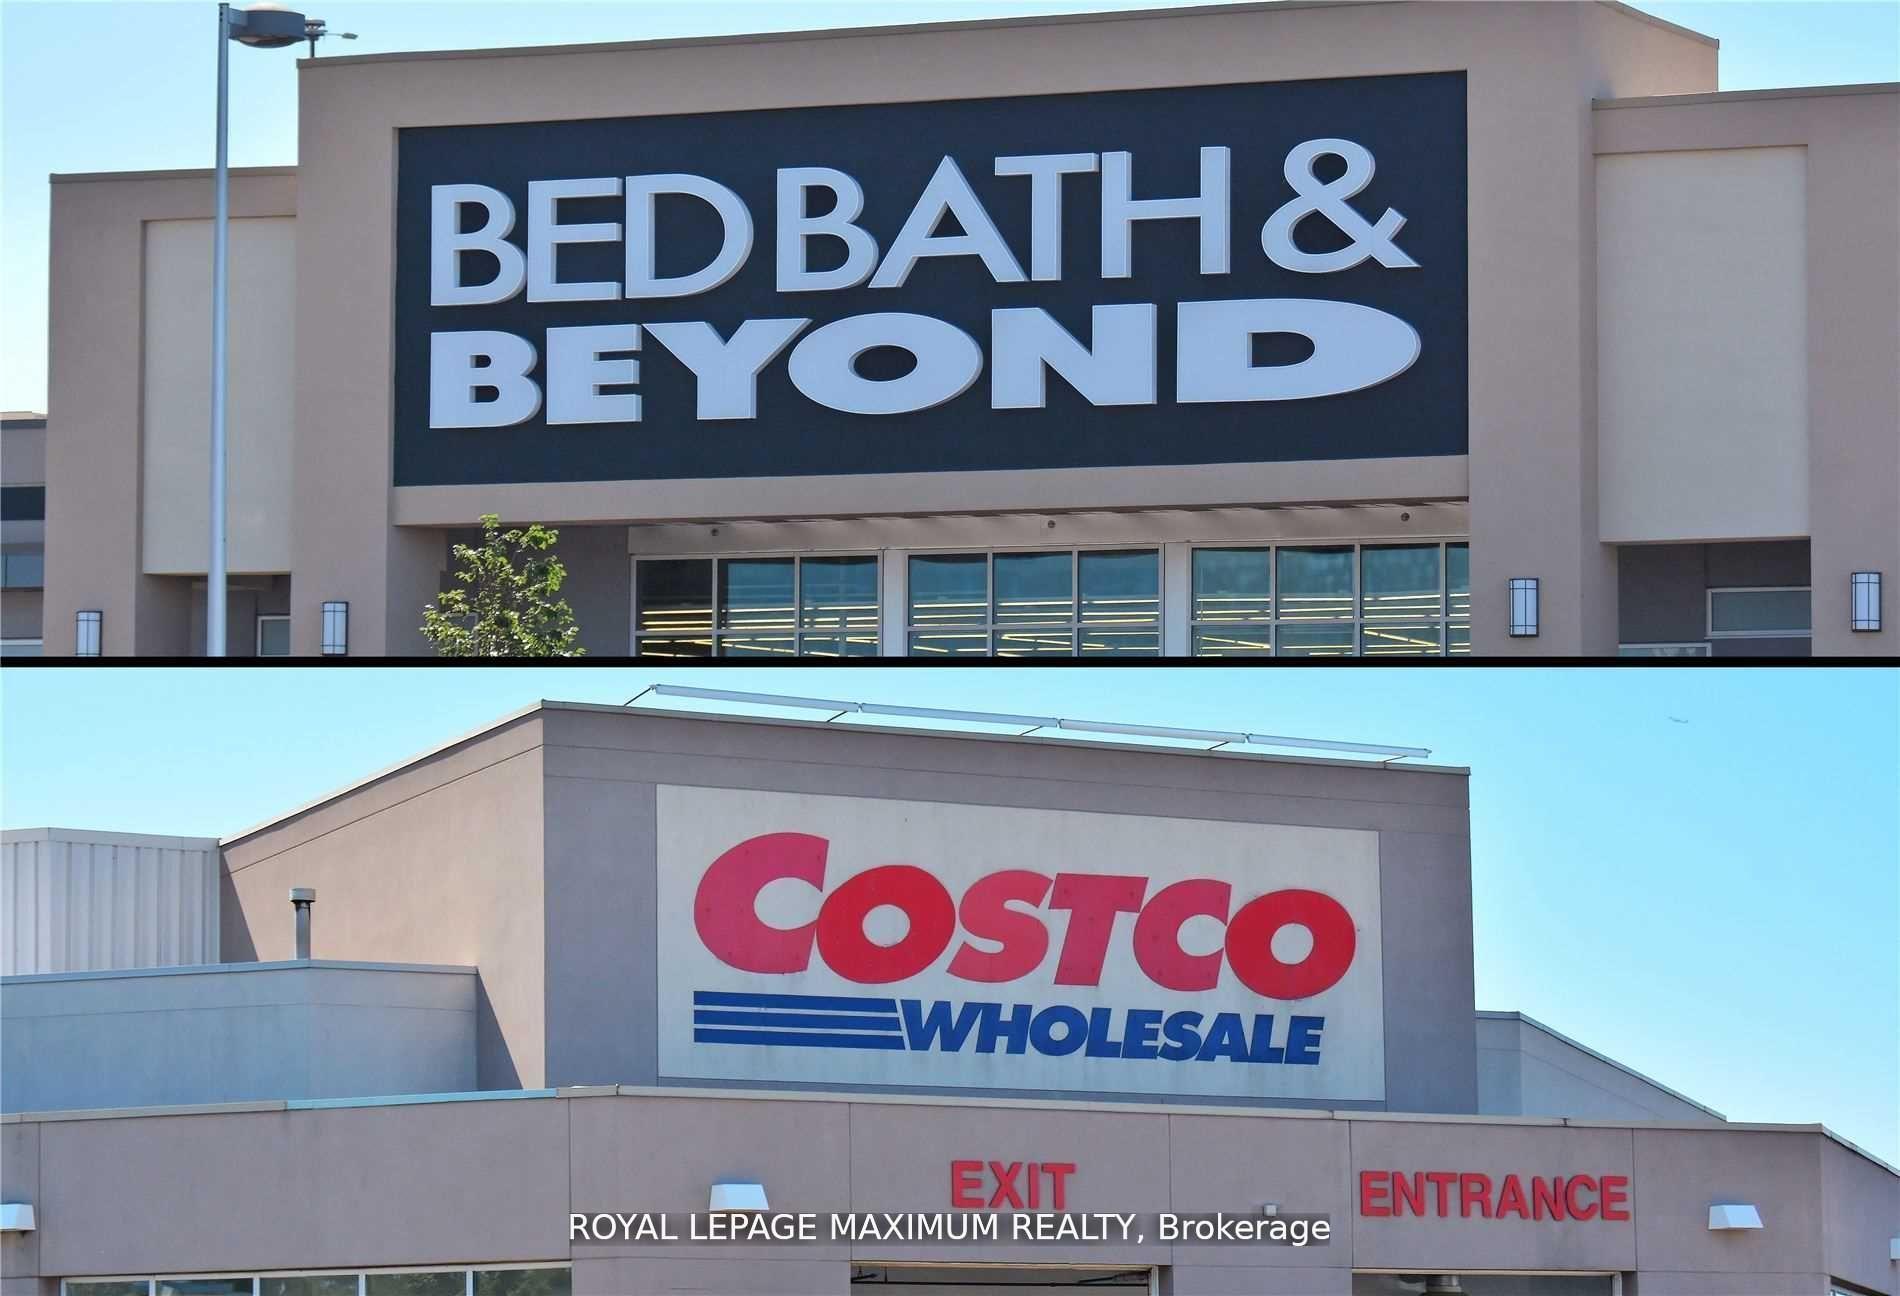 BED BATH &
BEYOND
COSTCO
WHOLESALE
EXIT
ENTRANCE
ROYAL LEPAGE MAXIMUM REALTY, Brokerage